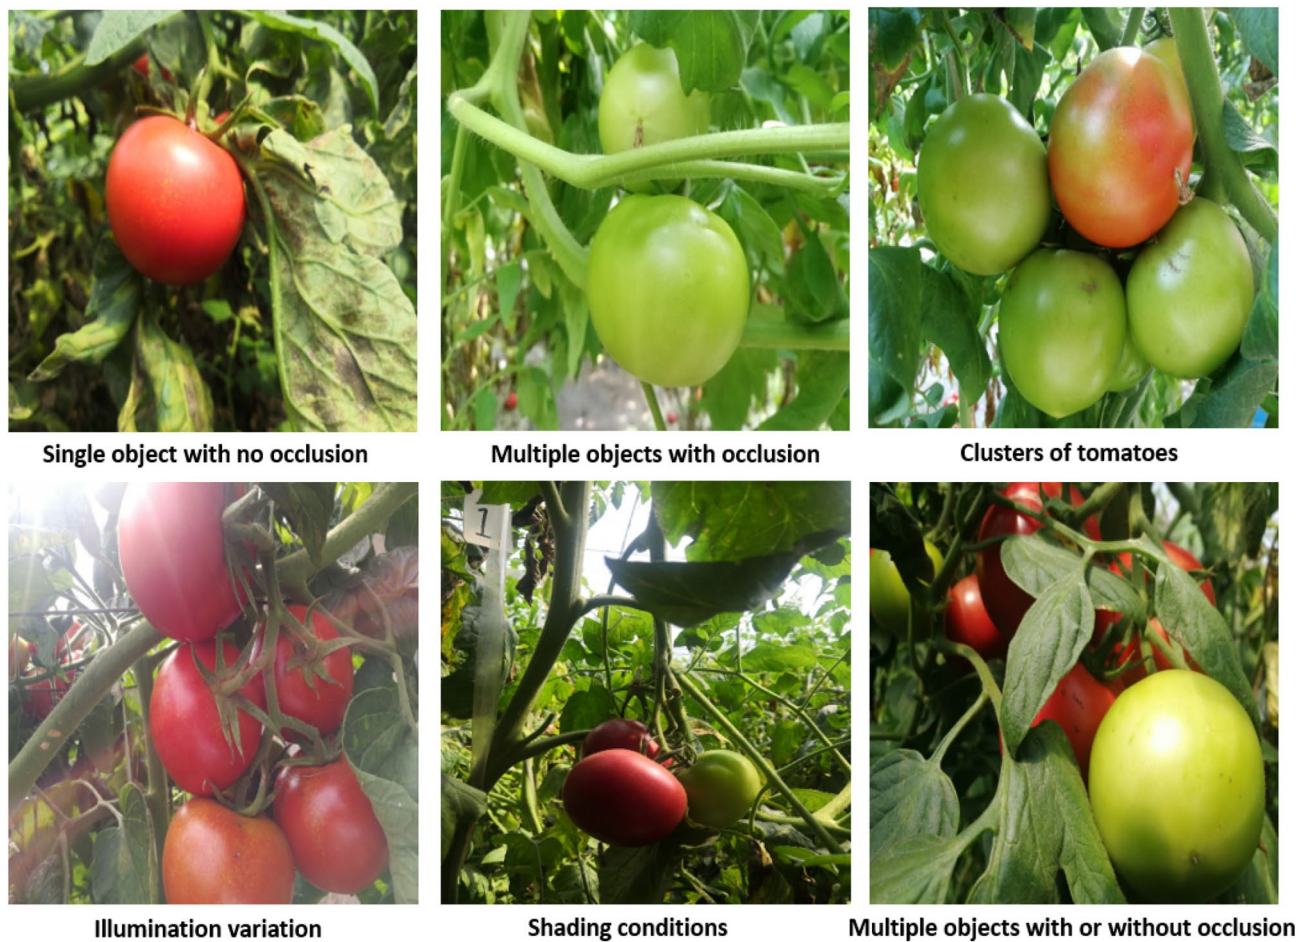 Single object with no occlusion
Multiple objects with occlusion
Clusters of tomatoes
1
Illumination variation
Shading conditions
Multiple objects with or without occlusion